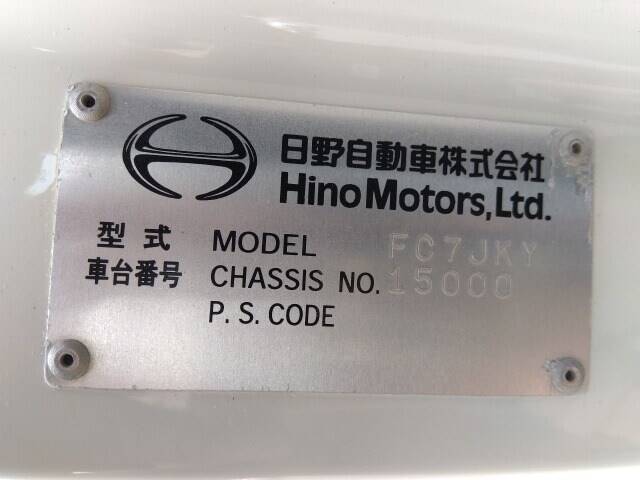 日野自動車株式会社
Hino Motors, Ltd.
型式 MODEL FC7JKY
車台番号 CHASSIS NO. 15000
P. S. CODE